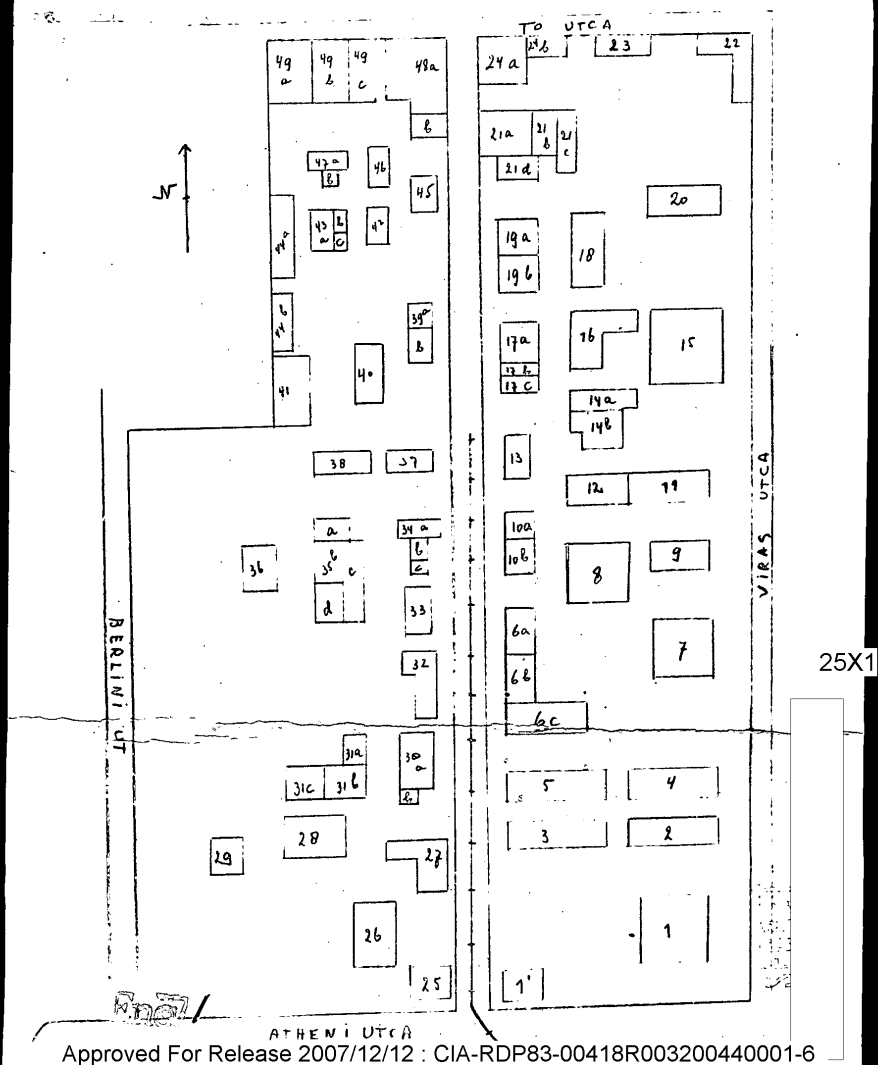 TO UTCA
49 a
49 b
49 c
48a
b
24 a
24 b
23
22
21a
21 b
21 c
21 d
47a
b
46
45
N
43 a
b
c
42
44a
20
19 a
19 b
18
44 b
39a
b
17a
17 b
17 c
16
15
41
40
14a
14b
38
37
13
12
11
VIRAS UTCA
a
b
35
c
d
36
34 a
b
c
10a
10b
8
9
33
6a
6b
7
32
6c
BERLINI UT
25X1
31a
31c
31b
30 a
b
5
4
29
28
27
3
2
26
1
25
1'
Encl
ATHENI UTCA
Approved For Release 2007/12/12 : CIA-RDP83-00418R003200440001-6